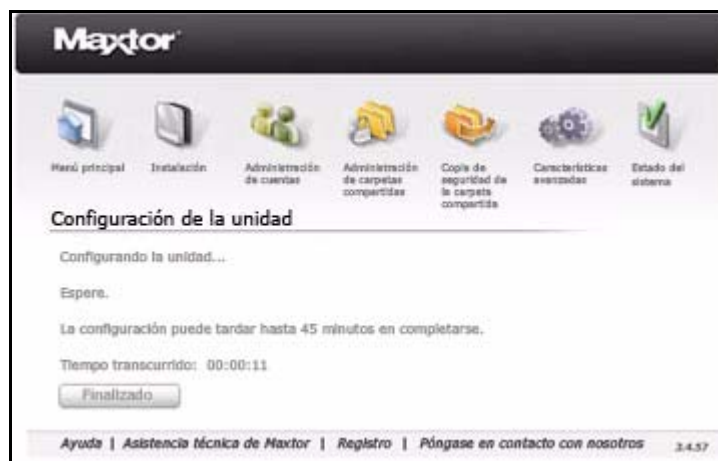 Maxtor
Menú principal
Instalación
Administración
de cuentas
Administración
de carpetas
compartidas
Copia de
seguridad de
la carpeta
compartida
Características
avanzadas
Estado del
sistema
Configuración de la unidad
Configurando la unidad...
Espere.
La configuración puede tardar hasta 45 minutos en completarse.
Tiempo transcurrido: 00:00:11
Finalizado
Ayuda | Asistencia técnica de Maxtor | Registro | Póngase en contacto con nosotros 2.4.57